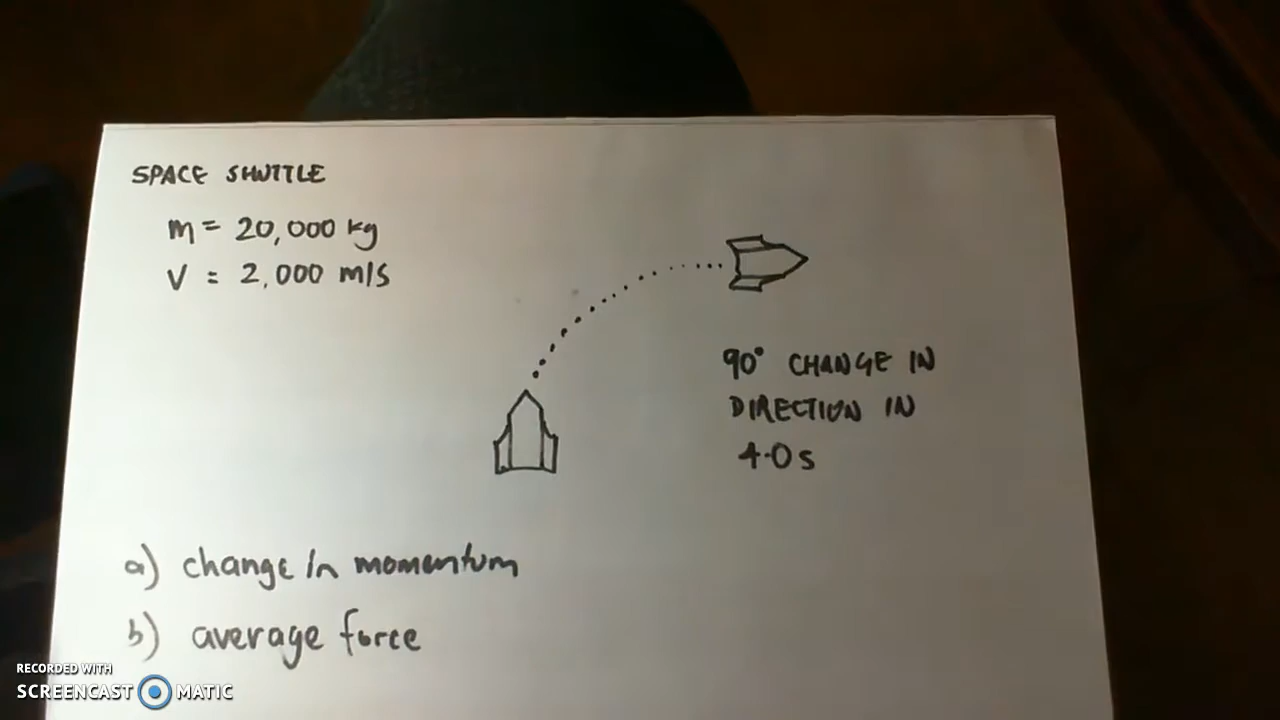 SPACE SHUTTLE
m = 20,000 kg
V = 2,000 m/s
90° CHANGE IN
DIRECTION IN
4.0s
a) change in momentum
b) average force
RECORDED WITH
SCREENCAST MATIC